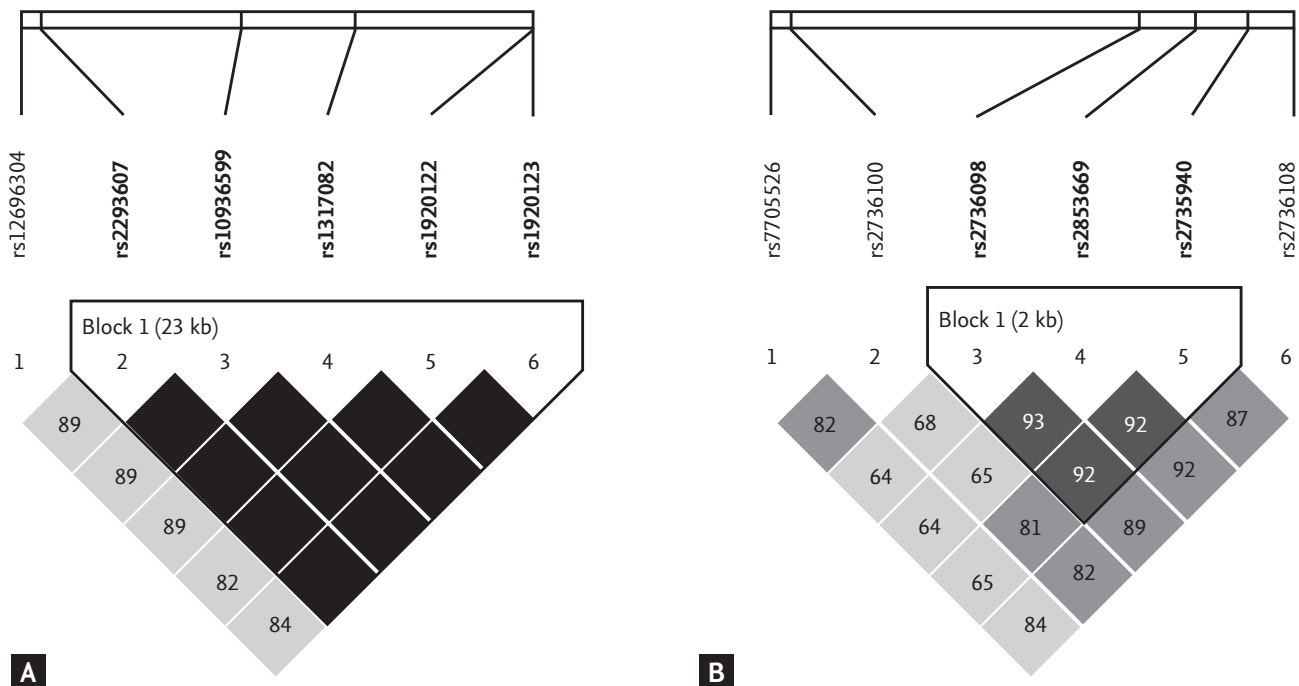 rs12696304
rs2293607
rs10936599
rs1317082
rs1920122
rs1920123
Block 1 (23 kb)
1 2 3 4 5 6
89
89
89
82
84
A
rs7705526
rs2736100
rs2736098
rs2853669
rs2735940
rs2736108
Block 1 (2 kb)
1 2 3 4 5 6
82 68 93 92 87
64 65 92 92
64 81 89
65 82
84
B